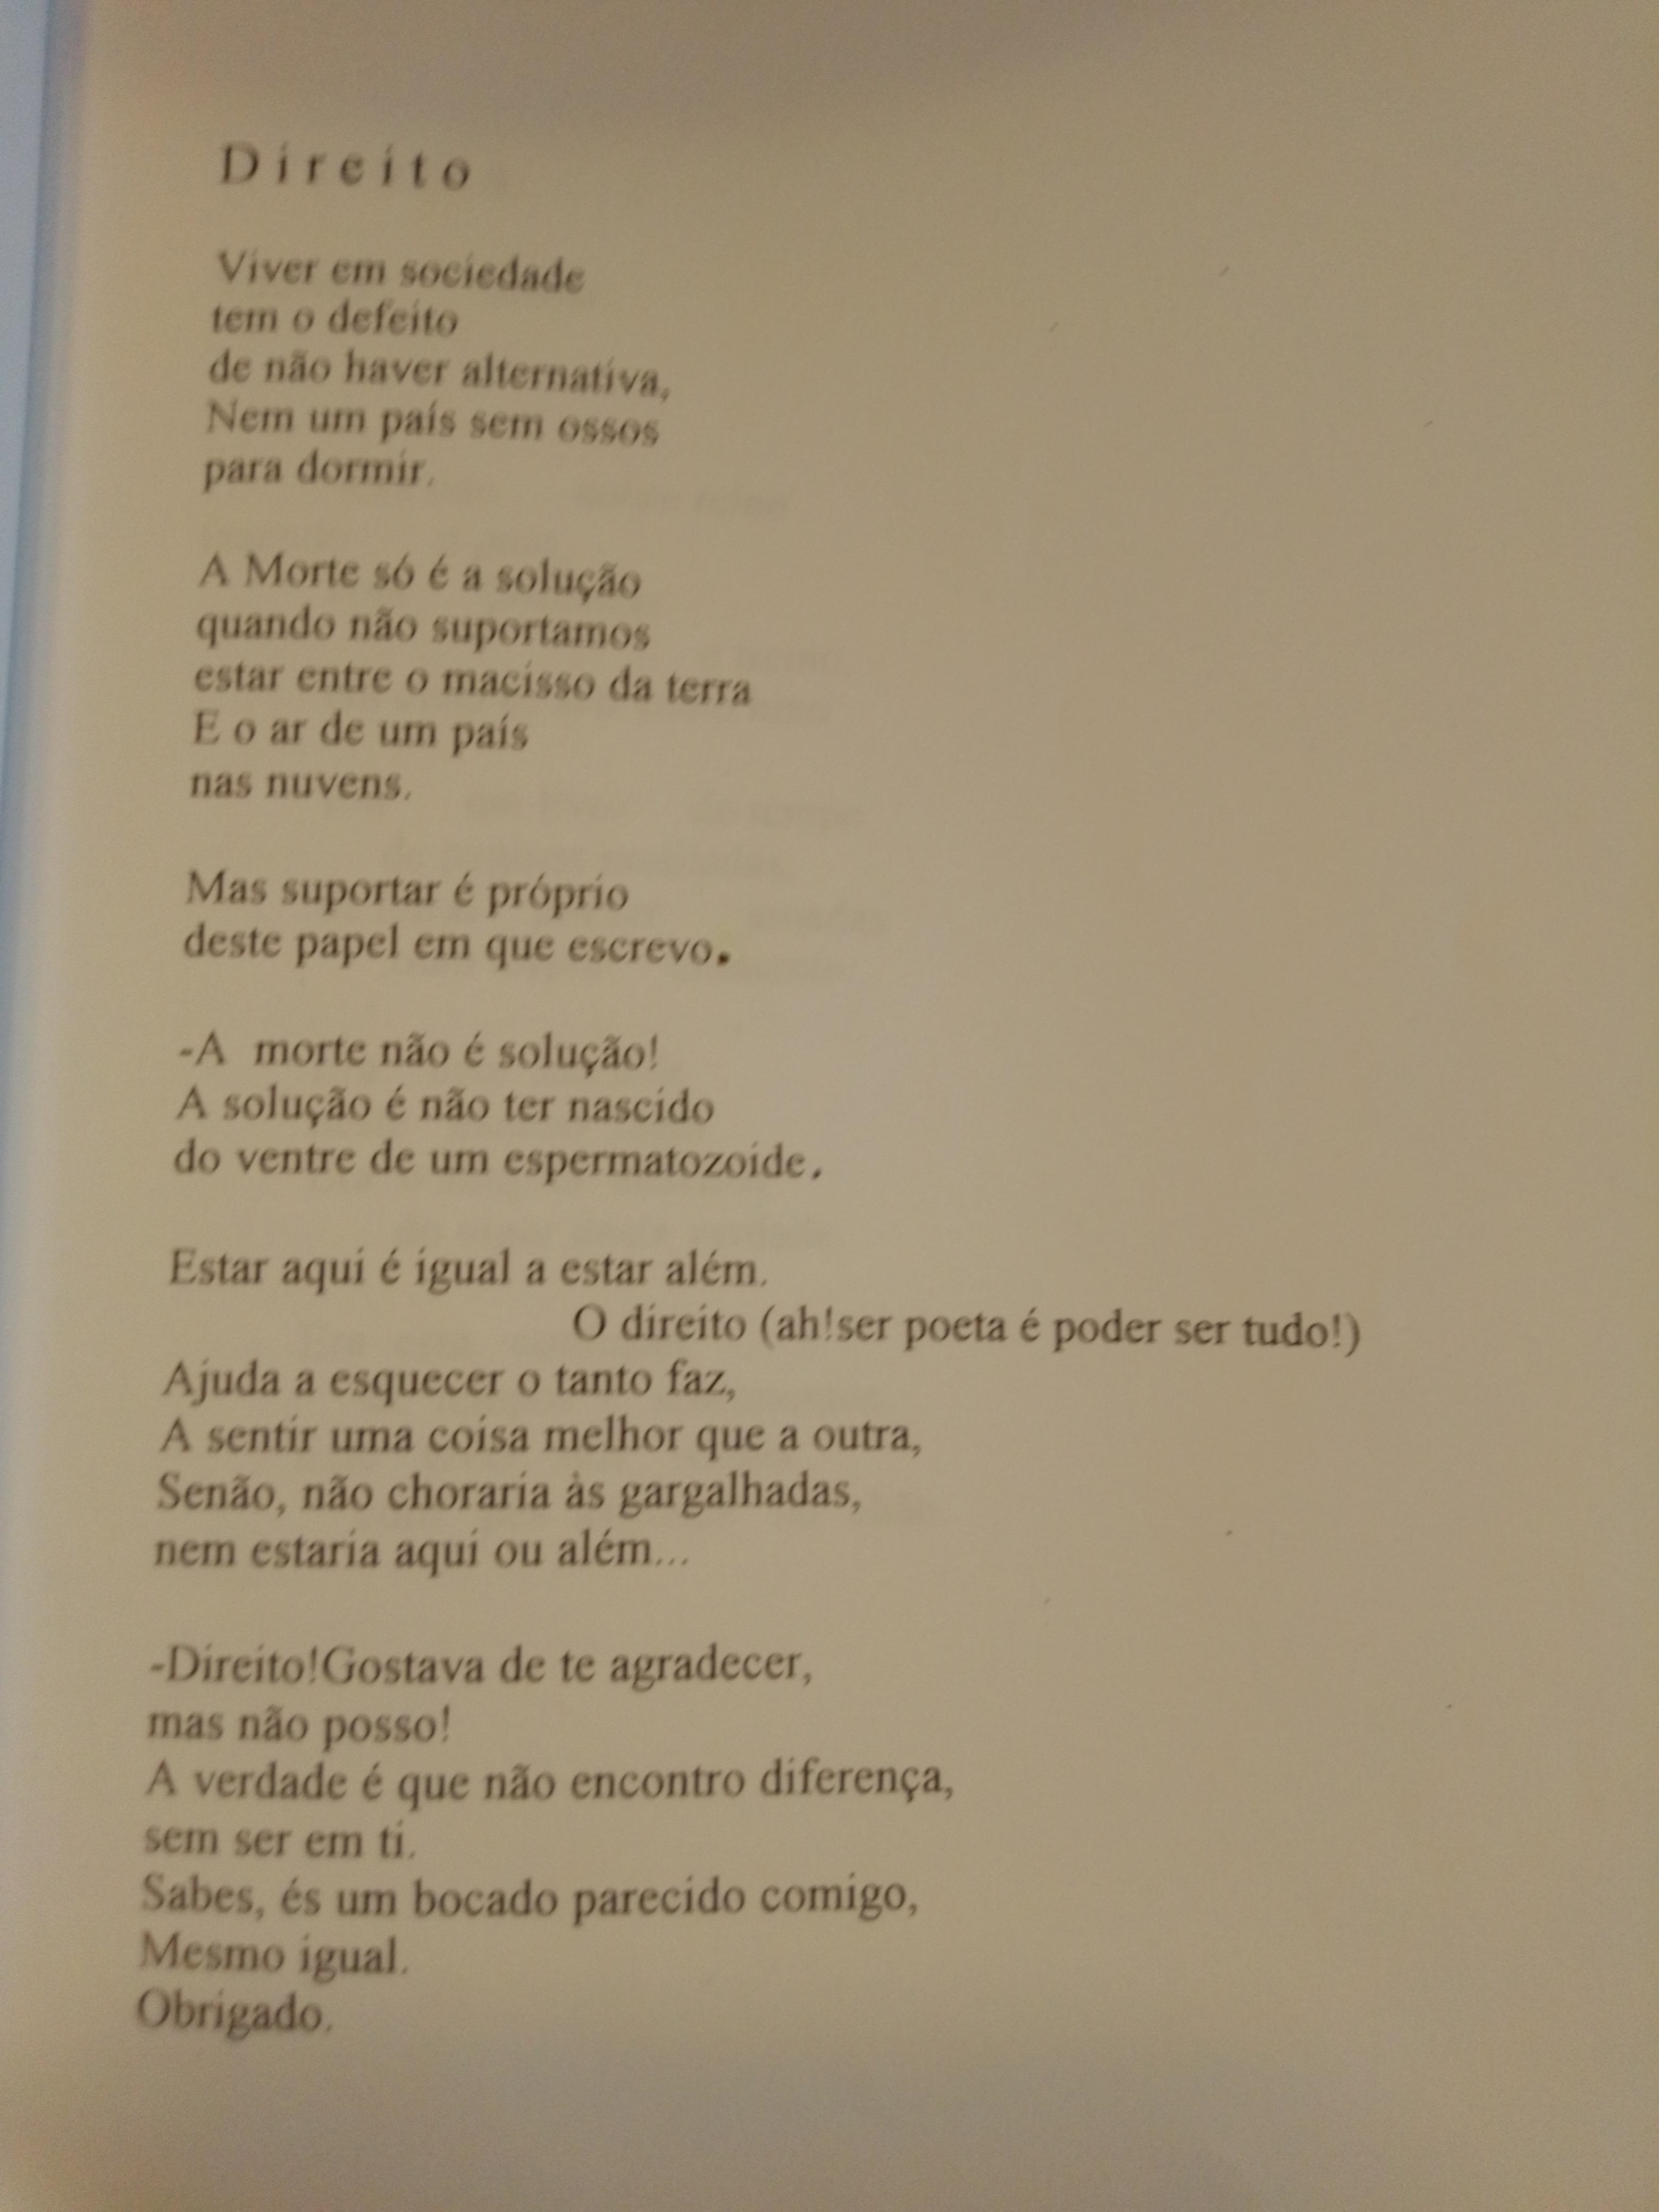 Direito
Viver em sociedade
tem o defeito
de não haver alternativa,
Nem um país sem ossos
para dormir.
A Morte só é a solução
quando não suportamos
estar entre o macisso da terra
E o ar de um país
nas nuvens.
Mas suportar é próprio
deste papel em que escrevo.
-A  morte não é solução!
A solução é não ter nascido
do ventre de um espermatozoide.
Estar aqui é igual a estar além.
O direito (ah!ser poeta é poder ser tudo!)
Ajuda a esquecer o tanto faz,
A sentir uma coisa melhor que a outra,
Senão, não choraria às gargalhadas,
nem estaria aqui ou além...
-Direito!Gostava de te agradecer,
mas não posso!
A verdade é que não encontro diferença,
sem ser em ti.
Sabes, és um bocado parecido comigo,
Mesmo igual.
Obrigado.